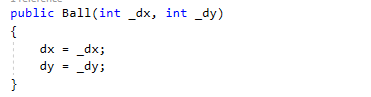 public Ball(int _dx, int _dy)
{
    dx = _dx;
    dy = _dy;
}